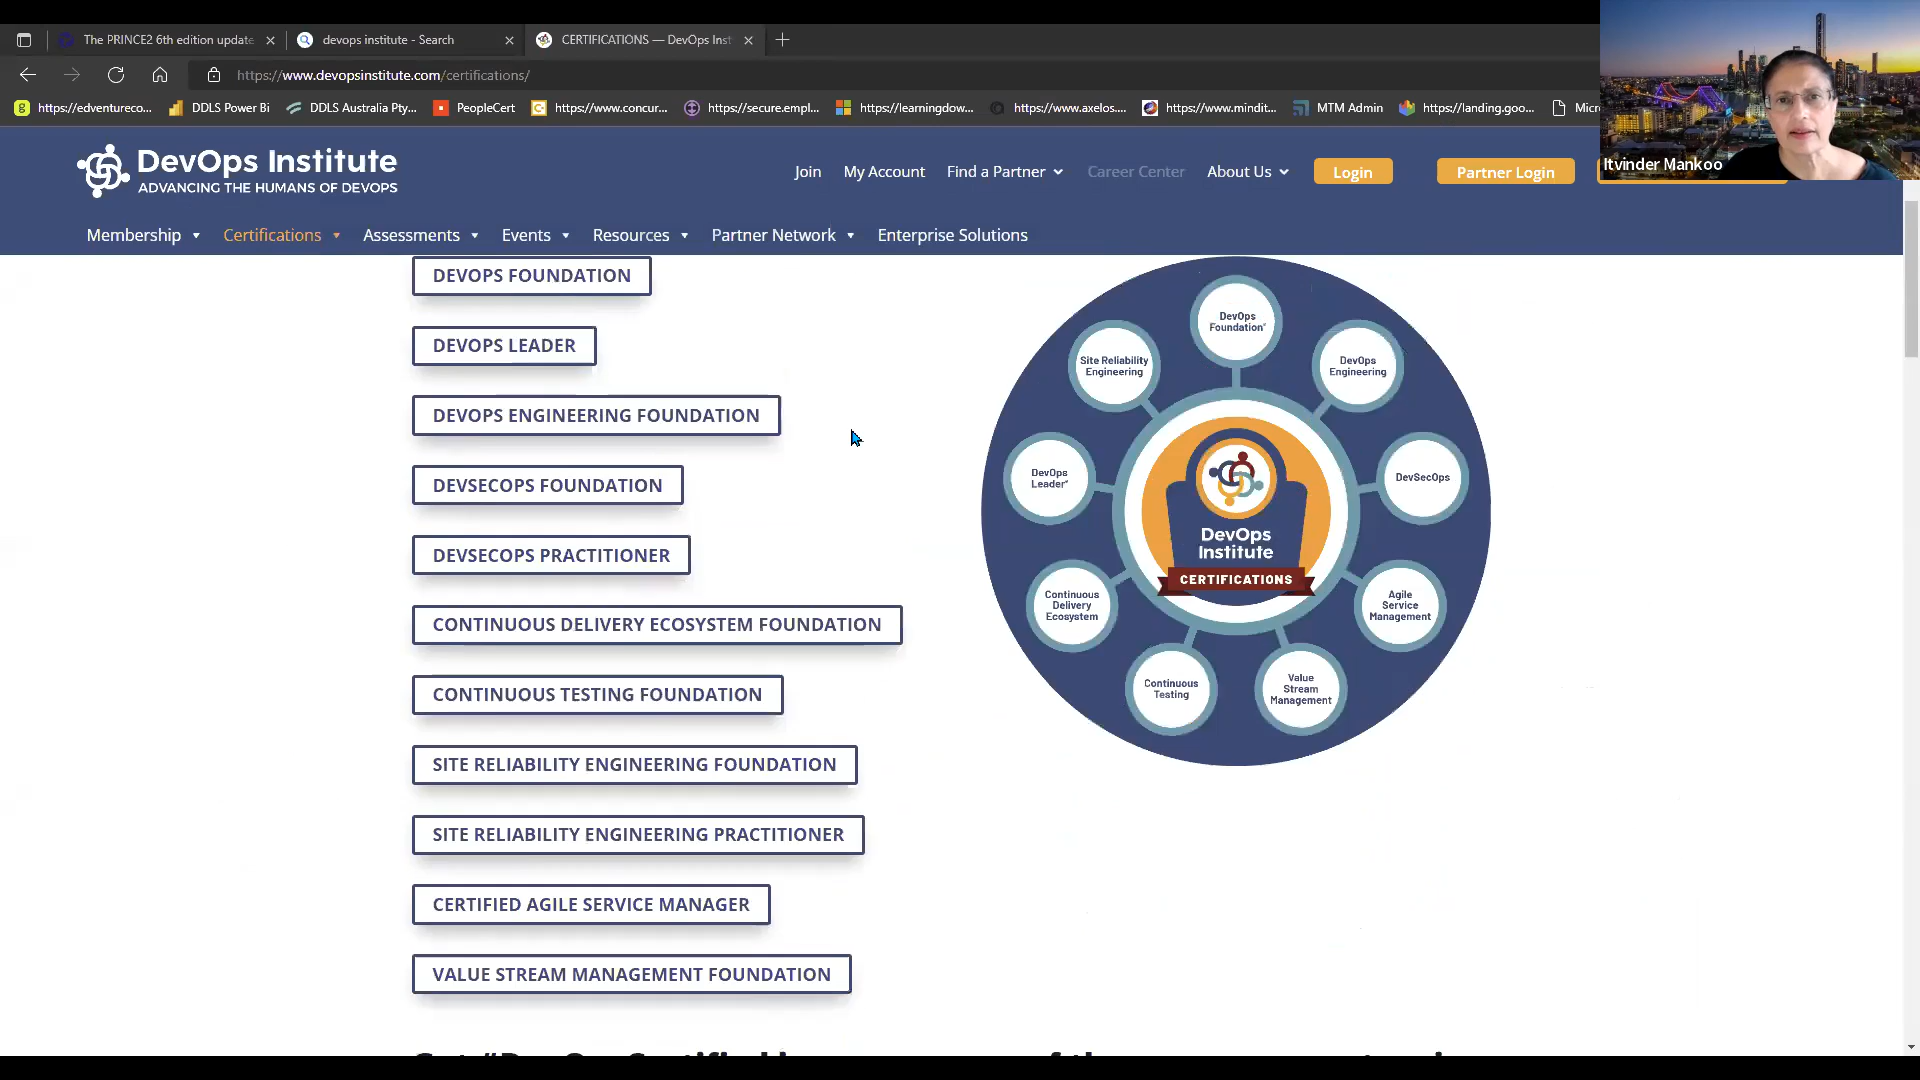 The PRINCE2 6th edition update
devops institute - Search
CERTIFICATIONS — DevOps Inst
https://www.devopsinstitute.com/certifications/
https://edventureco...
DDLS Power Bi
DDLS Australia Pty...
PeopleCert
https://www.concur...
https://secure.empl...
https://learningdow...
https://www.axelos....
https://www.mindit...
MTM Admin
https://landing.goo...
Micr
Itvinder Mankoo
DevOps Institute
ADVANCING THE HUMANS OF DEVOPS
Join
My Account
Find a Partner
Career Center
About Us
Login
Partner Login
Membership
Certifications
Assessments
Events
Resources
Partner Network
Enterprise Solutions
DEVOPS FOUNDATION
DEVOPS LEADER
DEVOPS ENGINEERING FOUNDATION
DEVSECOPS FOUNDATION
DEVSECOPS PRACTITIONER
CONTINUOUS DELIVERY ECOSYSTEM FOUNDATION
CONTINUOUS TESTING FOUNDATION
SITE RELIABILITY ENGINEERING FOUNDATION
SITE RELIABILITY ENGINEERING PRACTITIONER
CERTIFIED AGILE SERVICE MANAGER
VALUE STREAM MANAGEMENT FOUNDATION
DevOps
Foundation®
Site Reliability
Engineering
DevOps
Engineering
DevOps
Leader®
DevSecOps
Continuous
Delivery
Ecosystem
Agile
Service
Management
Continuous
Testing
Value
Stream
Management
DevOps
Institute
CERTIFICATIONS